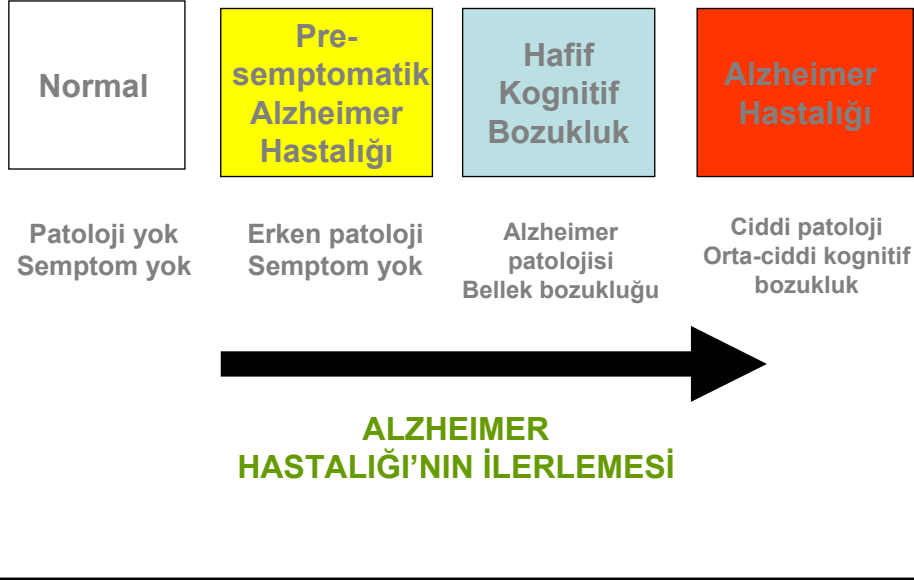 Normal
Pre-
semptomatik
Alzheimer
Hastalığı
Hafif
Kognitif
Bozukluk
Alzheimer
Hastalığı
Patoloji yok
Semptom yok
Erken patoloji
Semptom yok
Alzheimer
patolojisi
Bellek bozukluğu
Ciddi patoloji
Orta-ciddi kognitif
bozukluk
ALZHEIMER
HASTALIĞI’NIN İLERLEMESİ